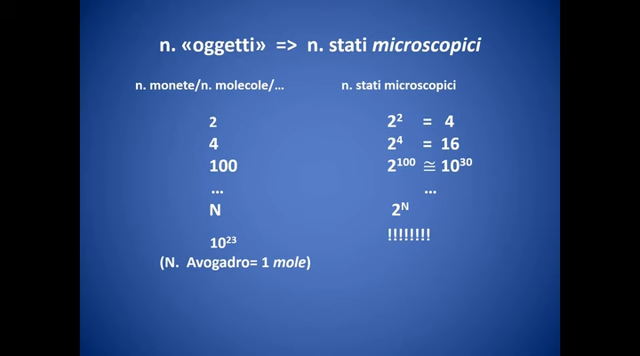 n. «oggetti» => n. stati microscopici
n. monete/n. molecole/... n. stati microscopici
2 2² = 4
4 2⁴ = 16
100 2¹⁰⁰ ≅ 10³⁰
... ...
N 2ᴺ
10²³ !!!!!!!!
(N. Avogadro= 1 mole)